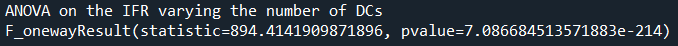 ANOVA on the IFR varying the number of DCs
F_onewayResult(statistic=894.4141909871896, pvalue=7.086684513571883e-214)